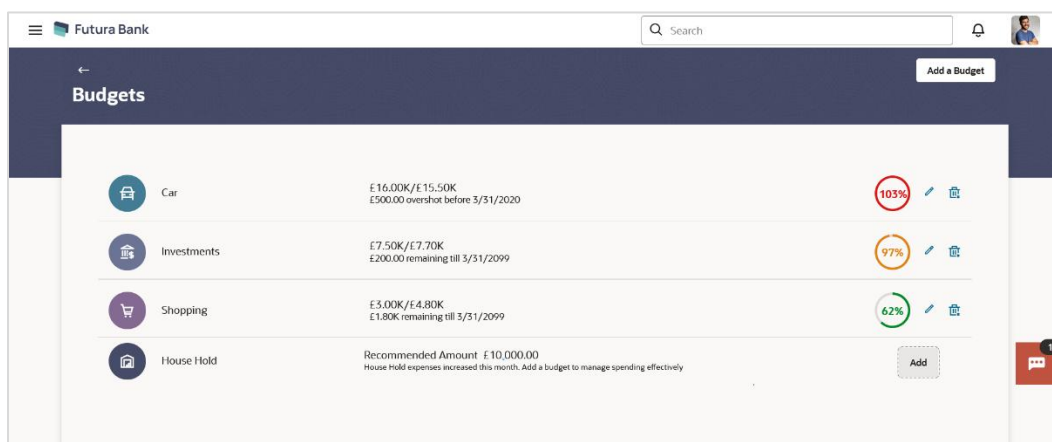 Futura Bank
Search
Add a Budget
Budgets
Car
£16.00K/£15.50K
£500.00 overshot before 3/31/2020
103%
Investments
£7.50K/£7.70K
£200.00 remaining till 3/31/2099
97%
Shopping
£3.00K/£4.80K
£1.80K remaining till 3/31/2099
62%
House Hold
Recommended Amount £10,000.00
House Hold expenses increased this month. Add a budget to manage spending effectively
Add
1